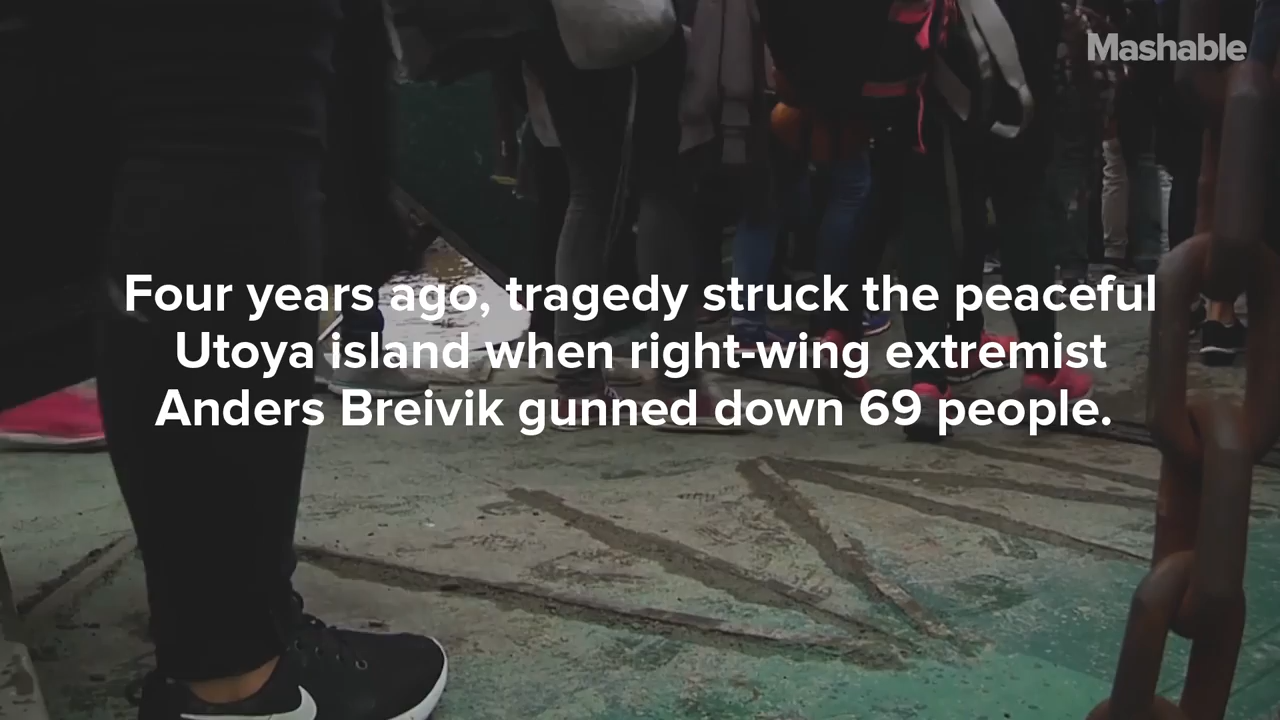 Mashable
Four years ago, tragedy struck the peaceful
Utoya island when right-wing extremist
Anders Breivik gunned down 69 people.